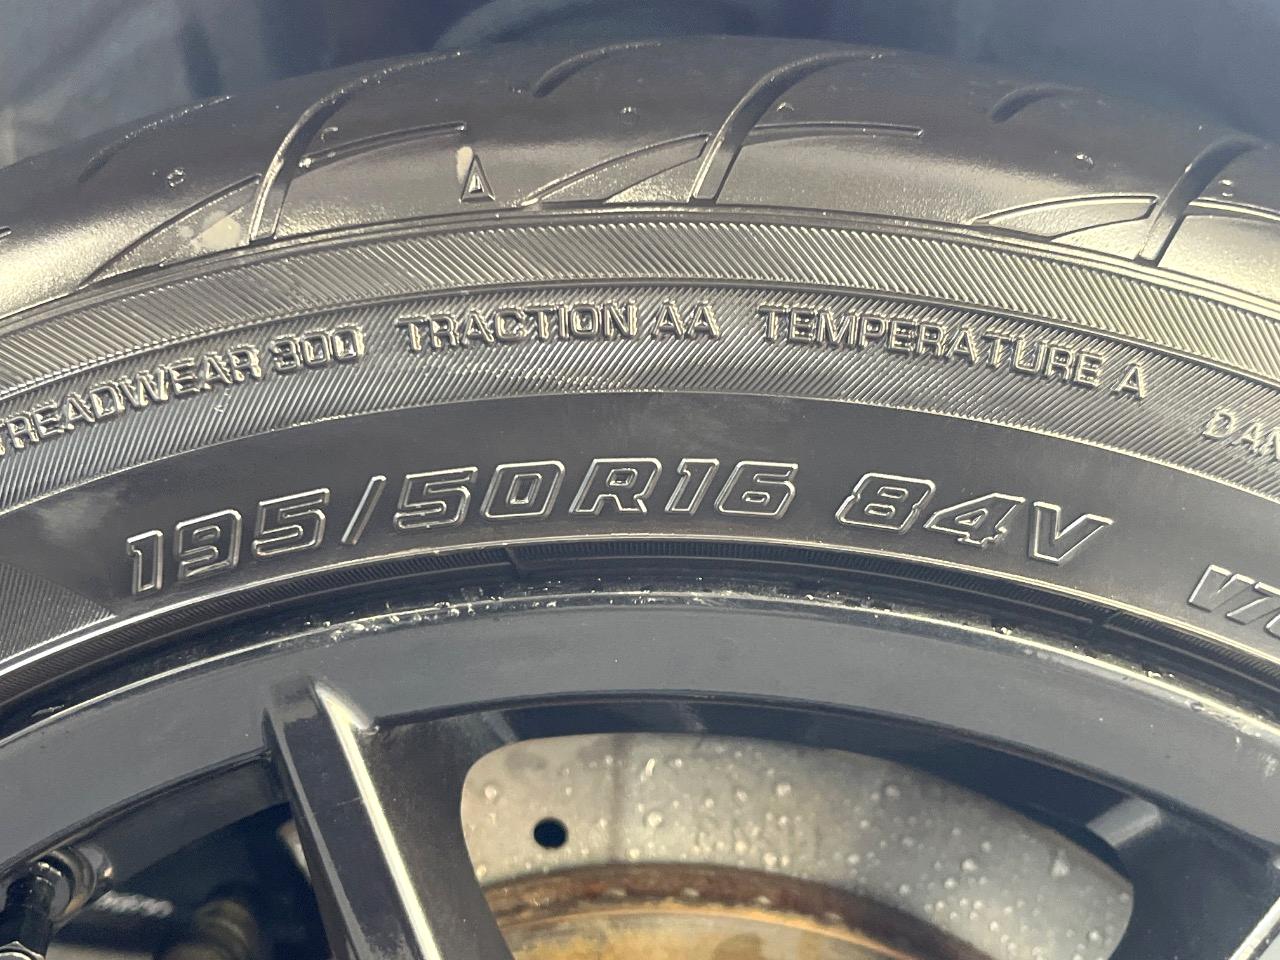 TREADWEAR 300 TRACTION AA TEMPERATURE A
195/50R16 84V